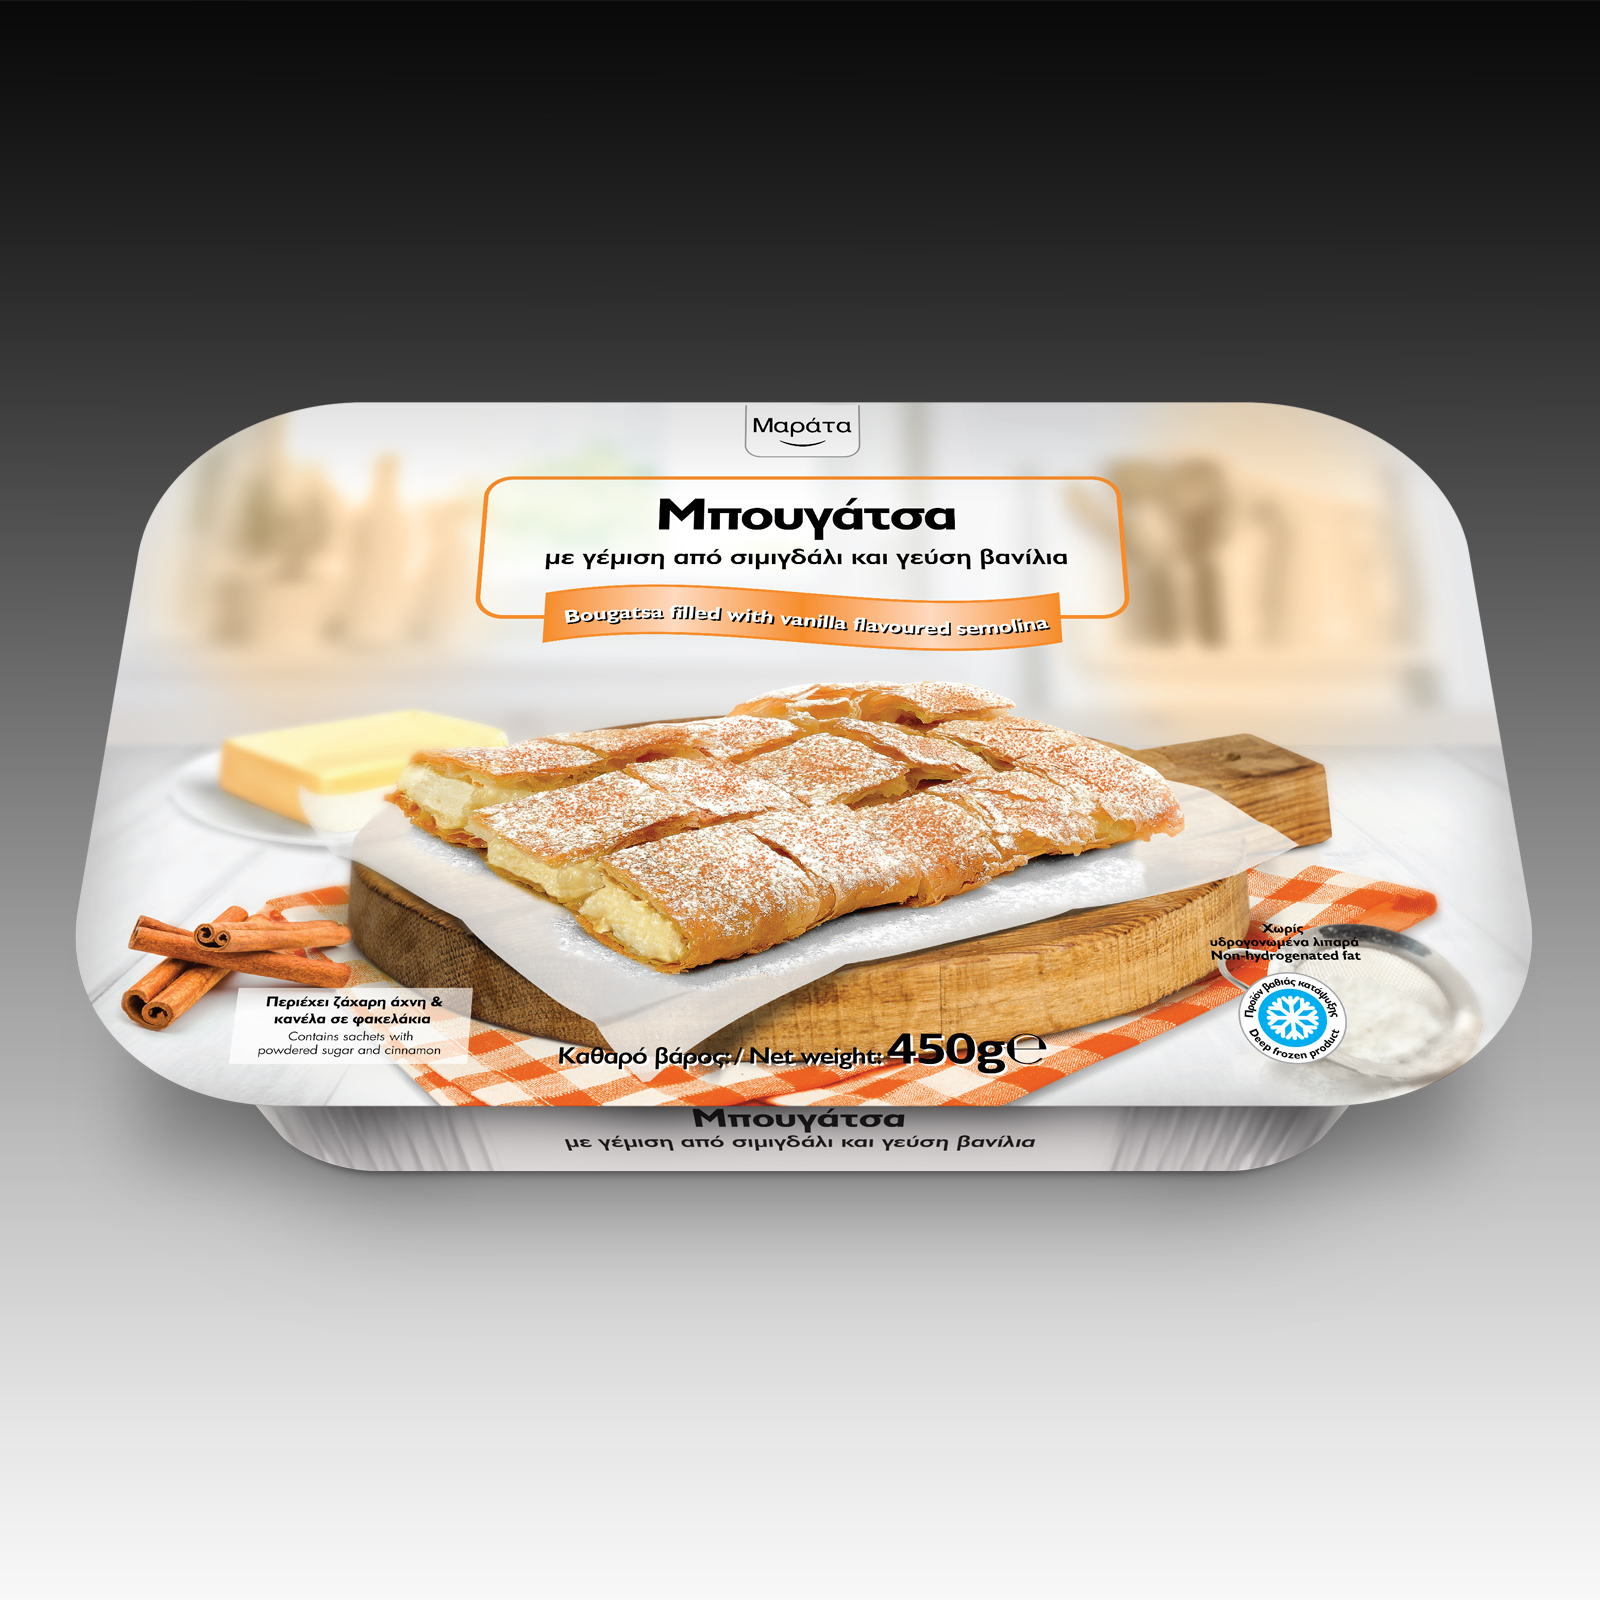 Μαράτα
Μπουγάτσα
με γέμιση από σιμιγδάλι και γεύση βανίλια
Bougatsa filled with vanilla flavoured semolina
Χωρίς
υδρογονωμένα λιπαρά
Non-hydrogenated fat
Προϊόν βαθιάς κατάψυξης
Deep frozen product
Περιέχει ζάχαρη άχνη &
κανέλα σε φακελάκια
Contains sachets with
powdered sugar and cinnamon
Καθαρό βάρος: / Net weight: 450g℮
Μπουγάτσα
με γέμιση από σιμιγδάλι και γεύση βανίλια